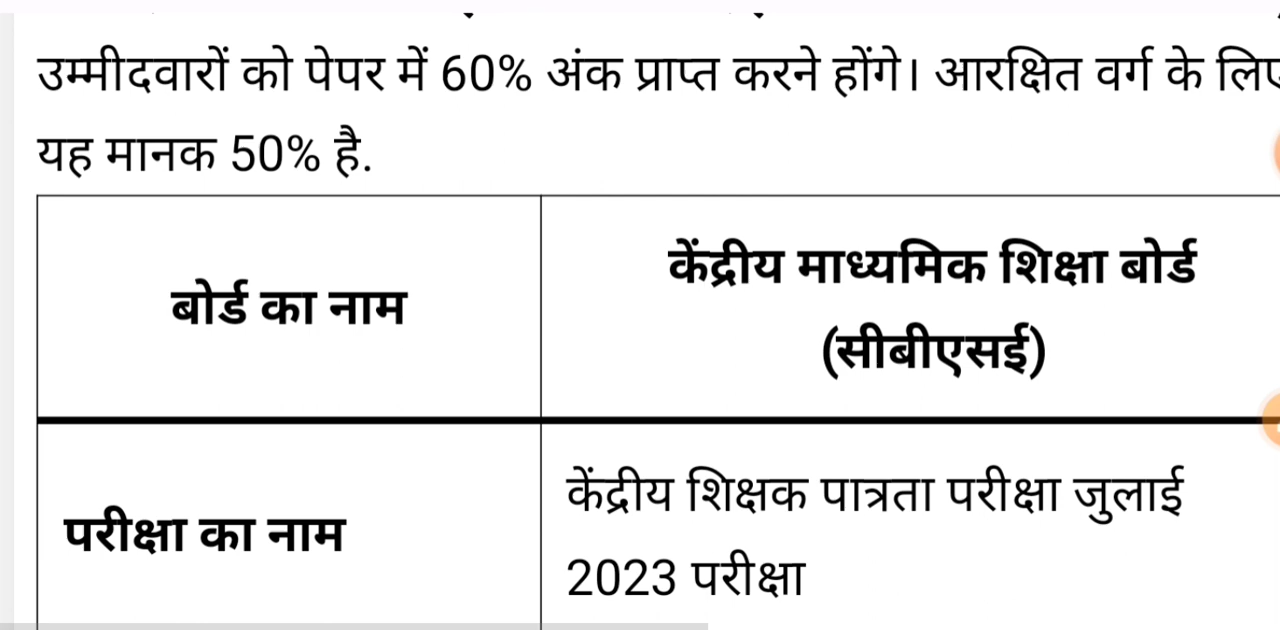 उम्मीदवारों को पेपर में 60% अंक प्राप्त करने होंगे। आरक्षित वर्ग के लिए
यह मानक 50% है.
बोर्ड का नाम
केंद्रीय माध्यमिक शिक्षा बोर्ड
(सीबीएसई)
परीक्षा का नाम
केंद्रीय शिक्षक पात्रता परीक्षा जुलाई
2023 परीक्षा